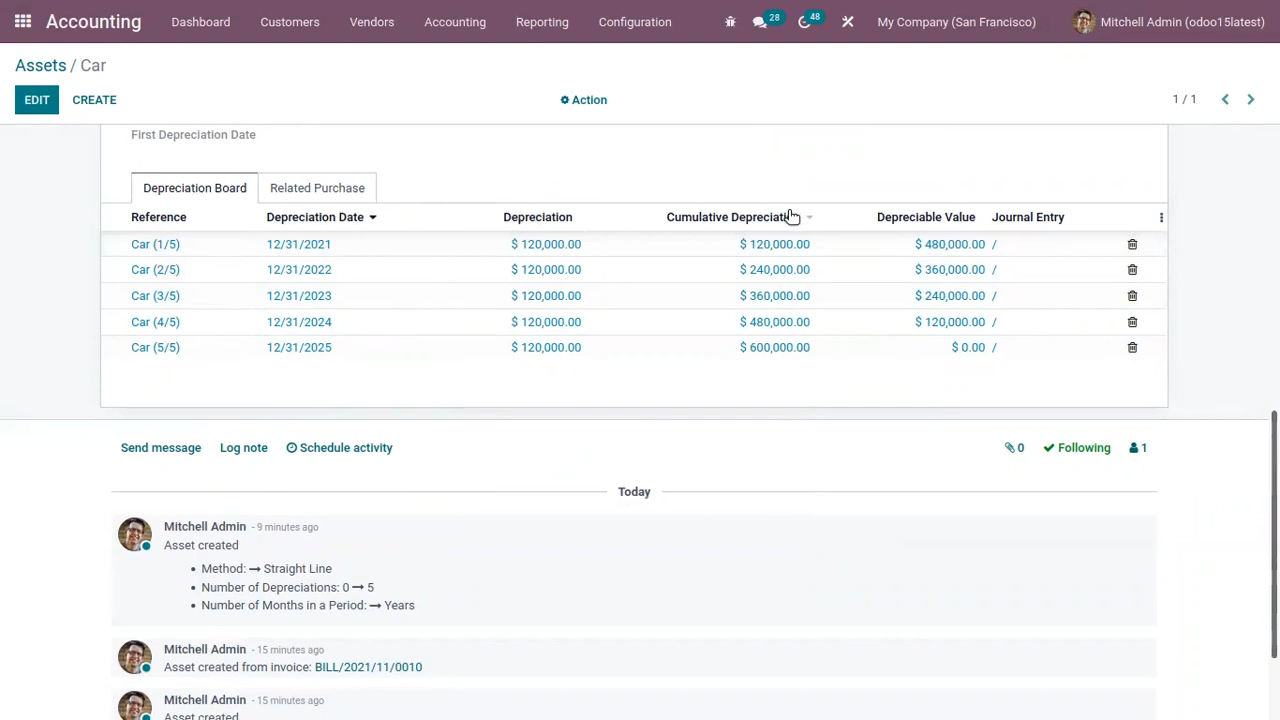 Accounting Dashboard Customers Vendors Accounting Reporting Configuration 28 48 My Company (San Francisco) Mitchell Admin (odoo15latest)
Assets / Car
EDIT CREATE Action 1 / 1
First Depreciation Date
Depreciation Board Related Purchase
Reference Depreciation Date Depreciation Cumulative Depreciati Depreciable Value Journal Entry
Car (1/5) 12/31/2021 $ 120,000.00 $ 120,000.00 $ 480,000.00 /
Car (2/5) 12/31/2022 $ 120,000.00 $ 240,000.00 $ 360,000.00 /
Car (3/5) 12/31/2023 $ 120,000.00 $ 360,000.00 $ 240,000.00 /
Car (4/5) 12/31/2024 $ 120,000.00 $ 480,000.00 $ 120,000.00 /
Car (5/5) 12/31/2025 $ 120,000.00 $ 600,000.00 $ 0.00 /
Send message Log note Schedule activity 0 Following 1
Today
Mitchell Admin - 9 minutes ago
Asset created
• Method: → Straight Line
• Number of Depreciations: 0 → 5
• Number of Months in a Period: → Years
Mitchell Admin - 15 minutes ago
Asset created from invoice: BILL/2021/11/0010
Mitchell Admin - 15 minutes ago
Asset created